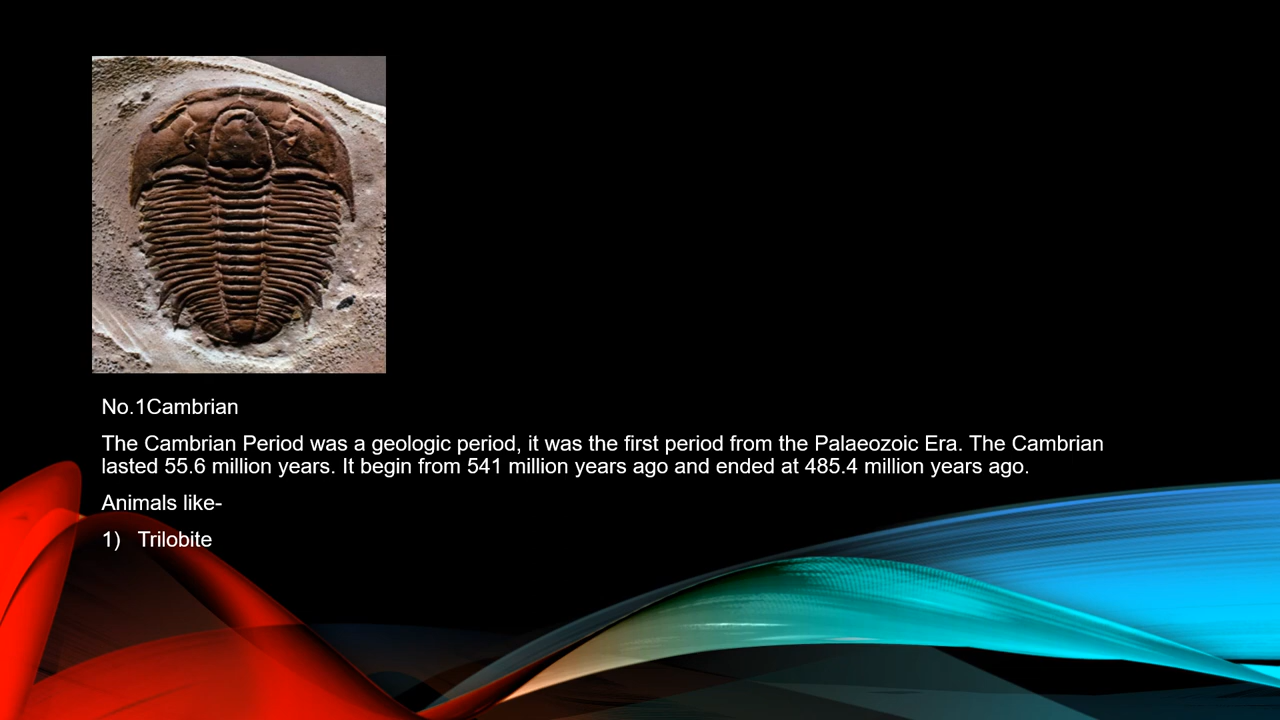 No.1Cambrian
The Cambrian Period was a geologic period, it was the first period from the Palaeozoic Era. The Cambrian
lasted 55.6 million years. It begin from 541 million years ago and ended at 485.4 million years ago.
Animals like-
1) Trilobite